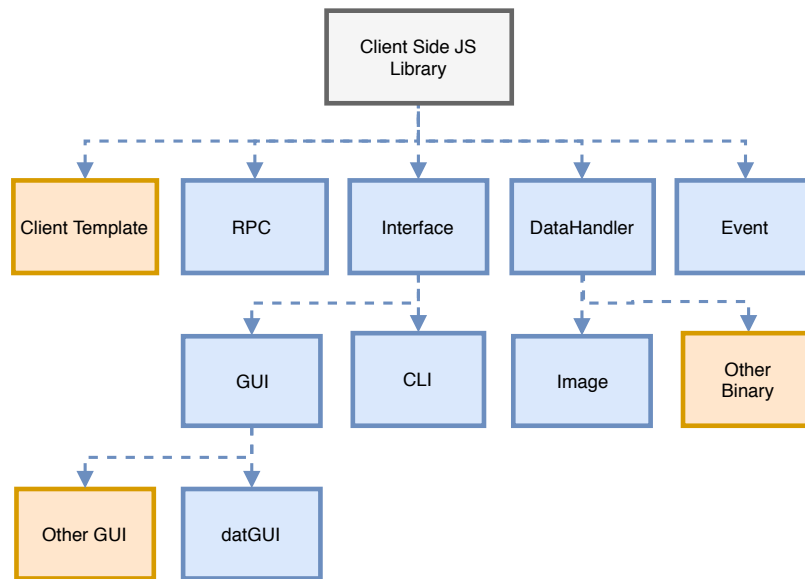 Client Side JS
Library
Client Template
RPC
Interface
DataHandler
Event
GUI
CLI
Image
Other
Binary
Other GUI
datGUI